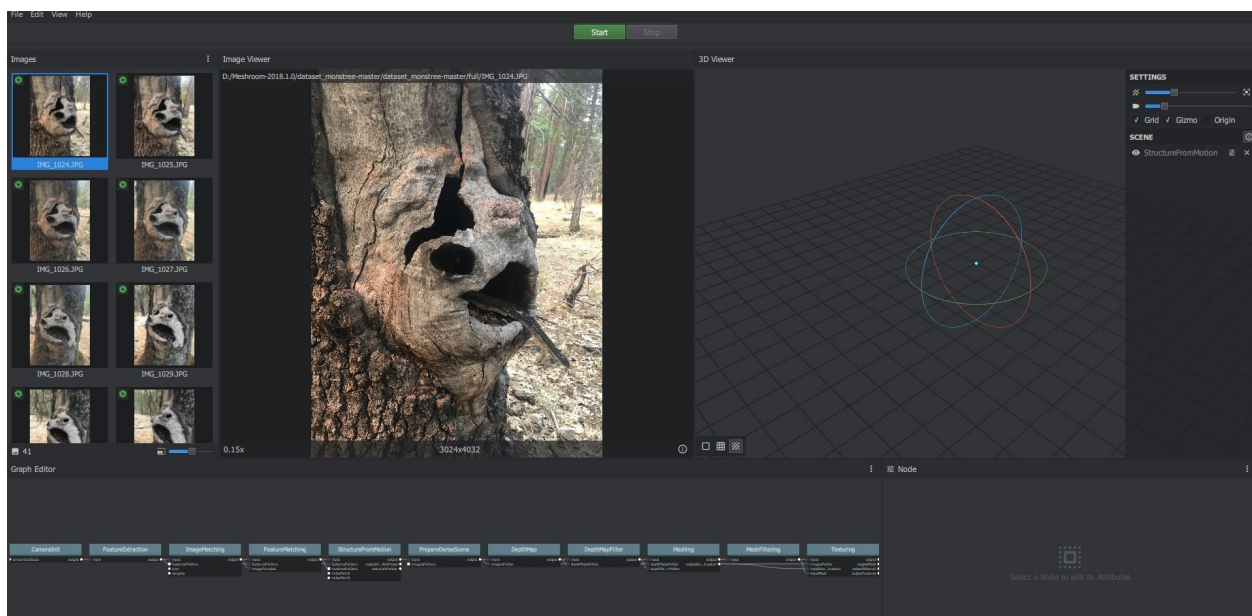 File Edit View Help
Start Stop
Images
Image Viewer
3D Viewer
D:/Meshroom-2018.1.0/dataset_monstree-master/dataset_monstree-master/full/IMG_1024.JPG
IMG_1024.JPG
IMG_1025.JPG
IMG_1026.JPG
IMG_1027.JPG
IMG_1028.JPG
IMG_1029.JPG
41
0.15x
3024x4032
SETTINGS
Grid Gizmo Origin
SCENE
StructureFromMotion
Graph Editor
Node
CameraInit
FeatureExtraction
ImageMatching
FeatureMatching
StructureFromMotion
PrepareDenseScene
DepthMap
DepthMapFilter
Meshing
MeshFiltering
Texturing
Select a Node to edit its Attributes